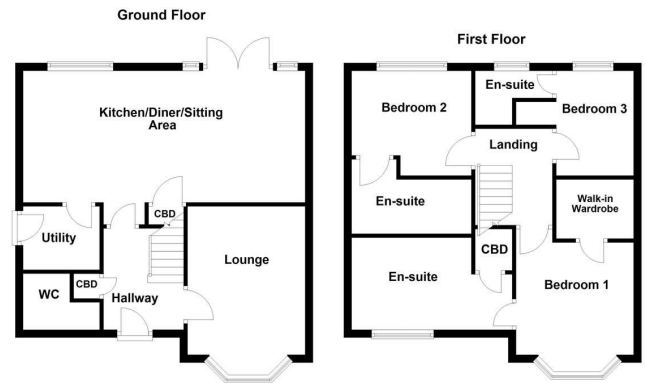 Ground Floor
Kitchen/Diner/Sitting
Area
CBD
Utility
Lounge
WC
CBD
Hallway
First Floor
En-suite
Bedroom 2
Bedroom 3
Landing
En-suite
Walk-in
Wardrobe
CBD
En-suite
Bedroom 1